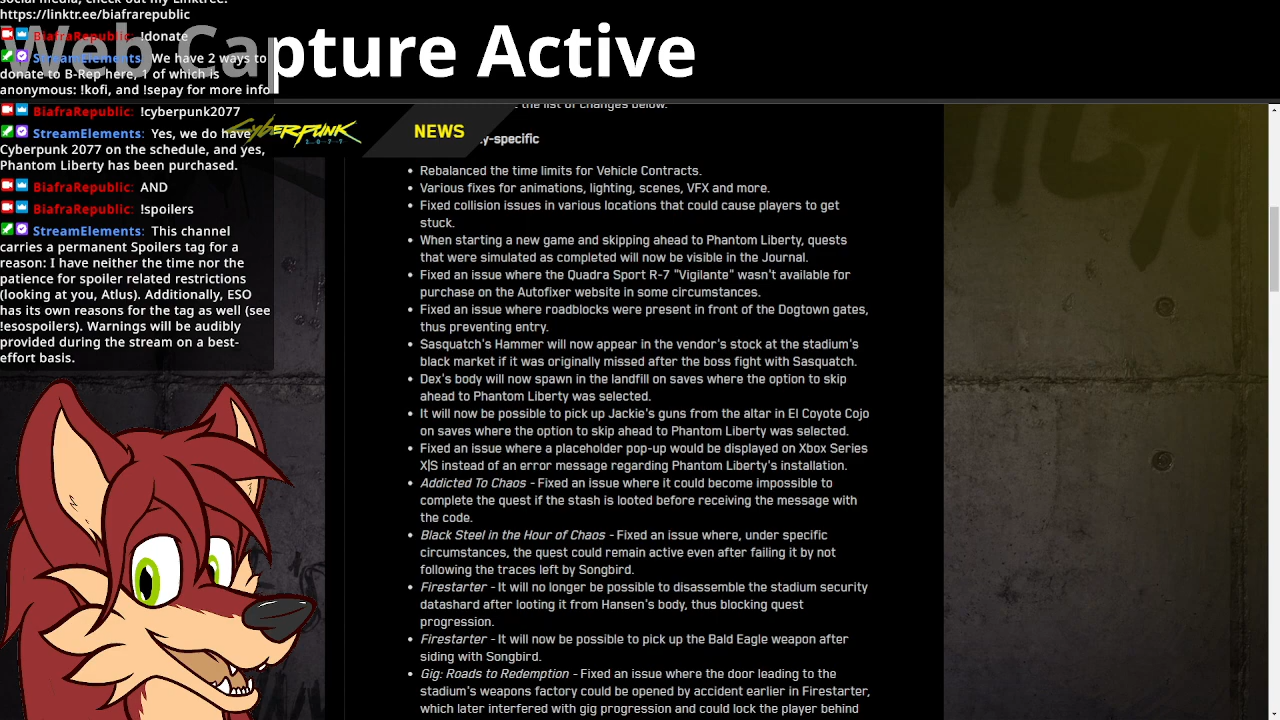 social media, check out my Linktree:
https://linktr.ee/biafrarepublic
BiafraRepublic: !donate
StreamElements: We have 2 ways to
donate to B-Rep here, 1 of which is
anonymous: !kofi, and !sepay for more info
BiafraRepublic: !cyberpunk2077
StreamElements: Yes, we do have
Cyberpunk 2077 on the schedule, and yes,
Phantom Liberty has been purchased.
BiafraRepublic: AND
BiafraRepublic: !spoilers
StreamElements: This channel
carries a permanent Spoilers tag for a
reason: I have neither the time nor the
patience for spoiler related restrictions
(looking at you, Atlus). Additionally, ESO
has its own reasons for the tag as well (see
!esospoilers). Warnings will be audibly
provided during the stream on a best-
effort basis.
Web Capture Active
the list of changes below.
CYBERPUNK
2077
NEWS
y-specific
• Rebalanced the time limits for Vehicle Contracts.
• Various fixes for animations, lighting, scenes, VFX and more.
• Fixed collision issues in various locations that could cause players to get
stuck.
• When starting a new game and skipping ahead to Phantom Liberty, quests
that were simulated as completed will now be visible in the Journal.
• Fixed an issue where the Quadra Sport R-7 "Vigilante" wasn't available for
purchase on the Autofixer website in some circumstances.
• Fixed an issue where roadblocks were present in front of the Dogtown gates,
thus preventing entry.
• Sasquatch's Hammer will now appear in the vendor's stock at the stadium's
black market if it was originally missed after the boss fight with Sasquatch.
• Dex's body will now spawn in the landfill on saves where the option to skip
ahead to Phantom Liberty was selected.
• It will now be possible to pick up Jackie's guns from the altar in El Coyote Cojo
on saves where the option to skip ahead to Phantom Liberty was selected.
• Fixed an issue where a placeholder pop-up would be displayed on Xbox Series
X|S instead of an error message regarding Phantom Liberty's installation.
• Addicted To Chaos - Fixed an issue where it could become impossible to
complete the quest if the stash is looted before receiving the message with
the code.
• Black Steel in the Hour of Chaos - Fixed an issue where, under specific
circumstances, the quest could remain active even after failing it by not
following the traces left by Songbird.
• Firestarter - It will no longer be possible to disassemble the stadium security
datashard after looting it from Hansen's body, thus blocking quest
progression.
• Firestarter - It will now be possible to pick up the Bald Eagle weapon after
siding with Songbird.
• Gig: Roads to Redemption - Fixed an issue where the door leading to the
stadium's weapons factory could be opened by accident earlier in Firestarter,
which later interfered with gig progression and could lock the player behind